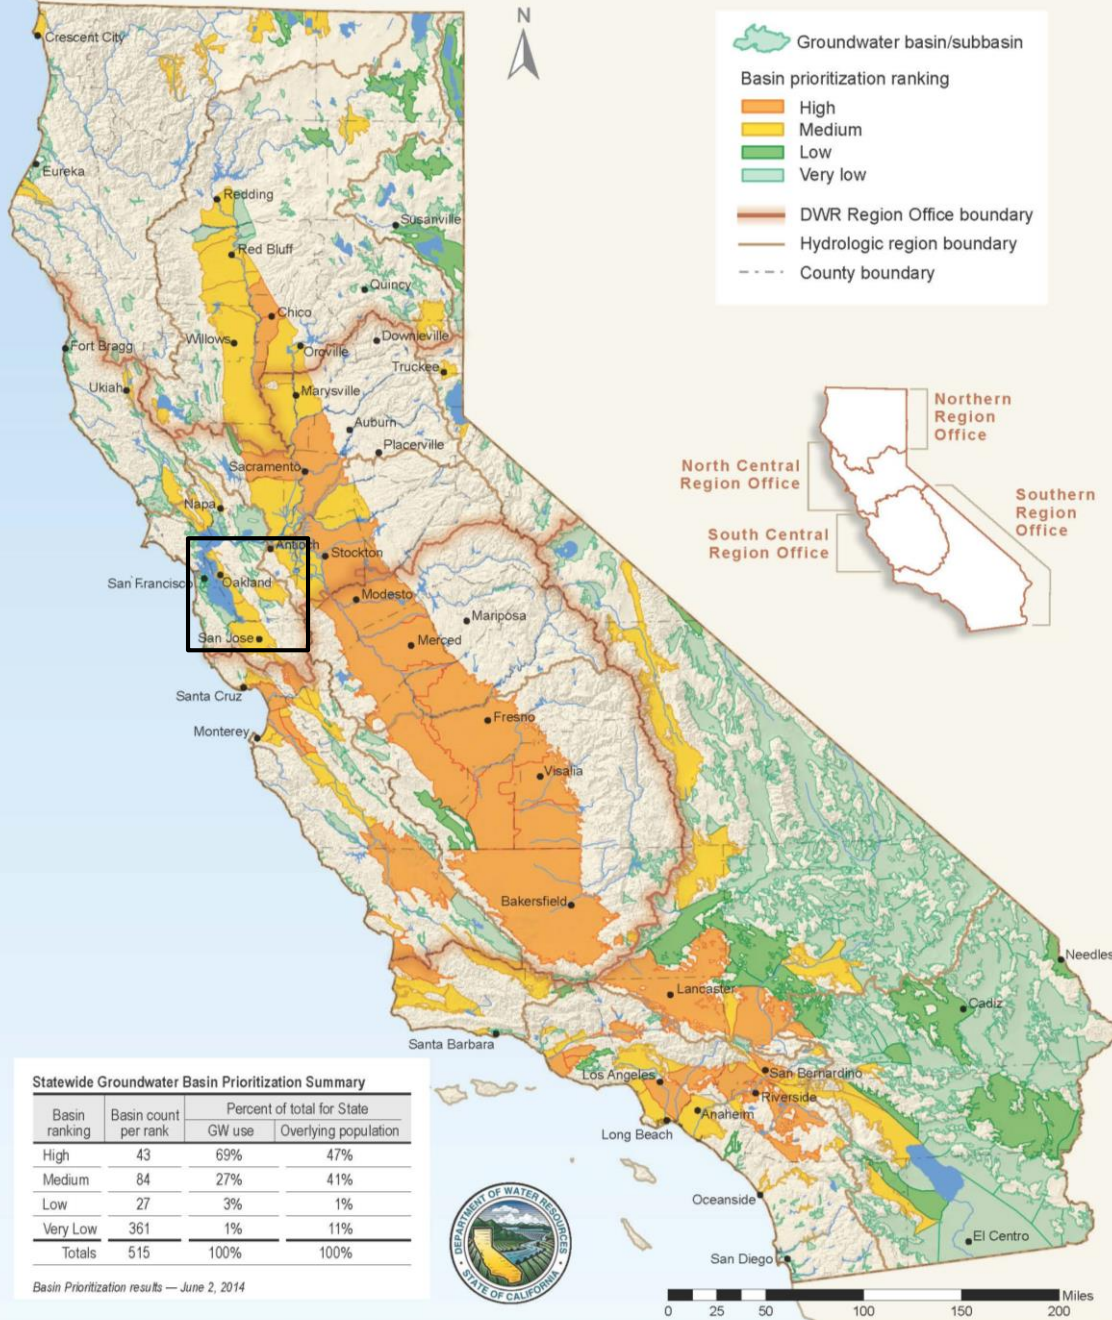 N
Groundwater basin/subbasin
Basin prioritization ranking
High
Medium
Low
Very low
DWR Region Office boundary
Hydrologic region boundary
County boundary
Crescent City
Eureka
Redding
Susanville
Red Bluff
Quincy
Chico
Willows
Oroville
Downieville
Fort Bragg
Truckee
Ukiah
Marysville
Auburn
Placerville
Sacramento
Napa
Antioch
Stockton
San Francisco
Oakland
Modesto
Mariposa
San Jose
Merced
Santa Cruz
Monterey
Fresno
Visalia
Bakersfield
Lancaster
Needles
Cadiz
Santa Barbara
Los Angeles
San Bernardino
Riverside
Anaheim
Long Beach
Oceanside
El Centro
San Diego
Northern
Region
Office
North Central
Region Office
South Central
Region Office
Southern
Region
Office
Statewide Groundwater Basin Prioritization Summary
Basin ranking Basin count per rank Percent of total for State
GW use Overlying population
High 43 69% 47%
Medium 84 27% 41%
Low 27 3% 1%
Very Low 361 1% 11%
Totals 515 100% 100%
Basin Prioritization results — June 2, 2014
DEPARTMENT OF WATER RESOURCES
STATE OF CALIFORNIA
Miles
0 25 50 100 150 200